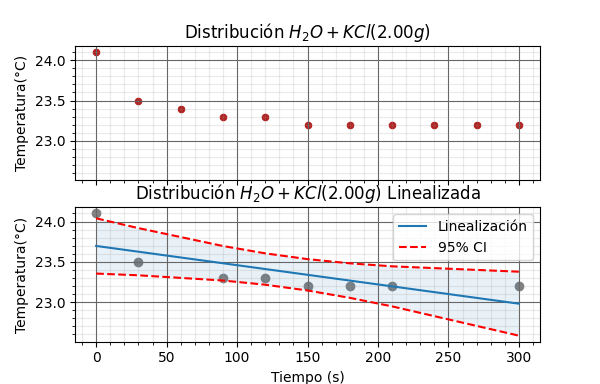 Distribución H₂O + KCl(2.00g)
24.0
23.5
23.0
Temperatura(°C)
Distribución H₂O + KCl(2.00g) Linealizada
24.0
23.5
23.0
Temperatura(°C)
Linealización
95% CI
0 50 100 150 200 250 300
Tiempo (s)